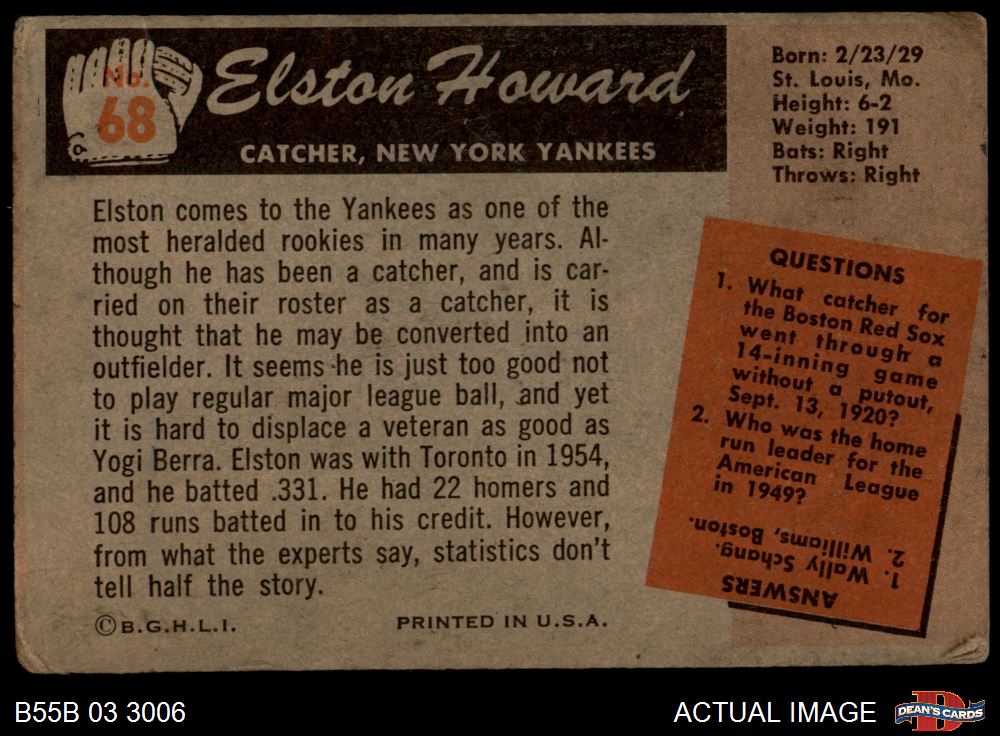 No.
68
Elston Howard
CATCHER, NEW YORK YANKEES
Born: 2/23/29
St. Louis, Mo.
Height: 6-2
Weight: 191
Bats: Right
Throws: Right
Elston comes to the Yankees as one of the
most heralded rookies in many years. Al-
though he has been a catcher, and is car-
ried on their roster as a catcher, it is
thought that he may be converted into an
outfielder. It seems he is just too good not
to play regular major league ball, and yet
it is hard to displace a veteran as good as
Yogi Berra. Elston was with Toronto in 1954,
and he batted .331. He had 22 homers and
108 runs batted in to his credit. However,
from what the experts say, statistics don't
tell half the story.
©B.G.H.L.I.
PRINTED IN U.S.A.
QUESTIONS
1. What catcher for
the Boston Red Sox
went through a
14-inning game
without a putout,
Sept. 13, 1920?
2. Who was the home
run leader for the
American League
in 1949?
ANSWERS
1. Wally Schang.
2. Williams, Boston.
B55B 03 3006
ACTUAL IMAGE
DEAN'S CARDS